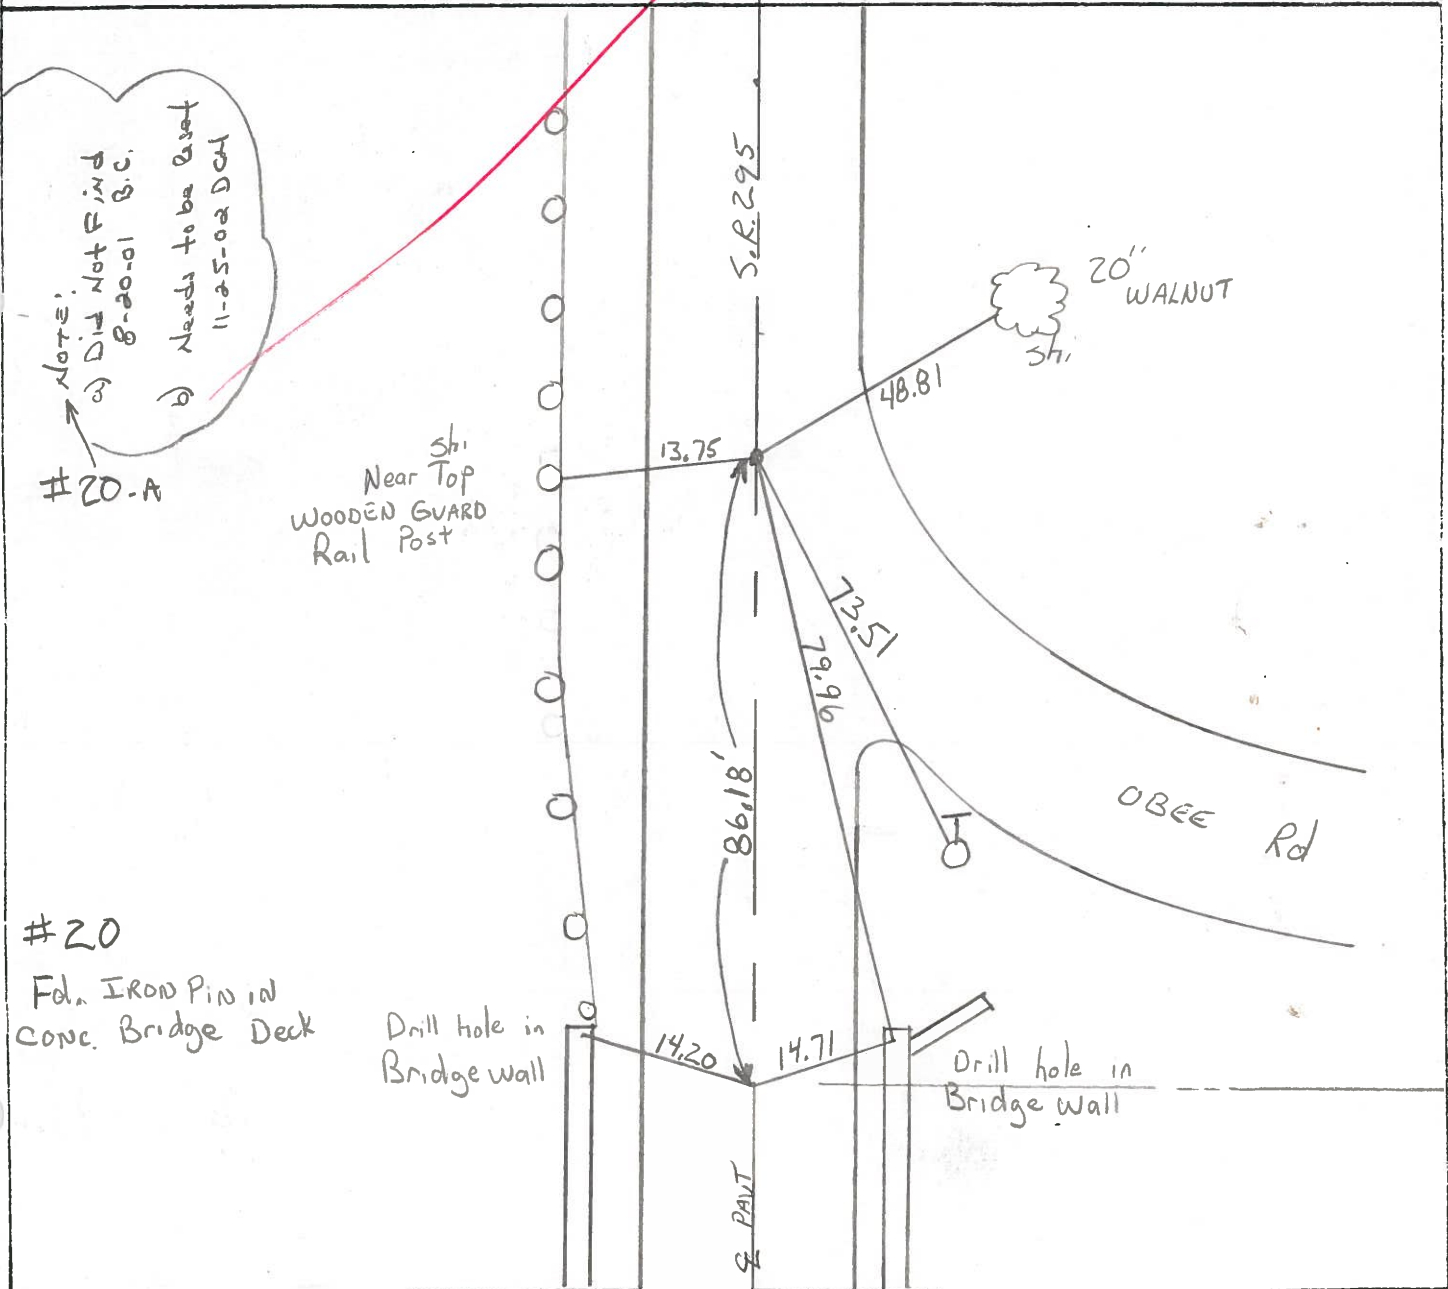 NOTE:
a) Did Not Find
8-20-01 B.C.
b) Needs to be Reset
11-25-02 DCH
#20-A
S.R. 295
20"
WALNUT
shi
48.81
13.75
shi
Near Top
WOODEN GUARD
Rail Post
73.51
79.96
86.18'
OBEE Rd
#20
Fd. IRON PIN IN
CONC. Bridge Deck
Drill hole in
Bridge wall
14.20
14.71
Drill hole in
Bridge wall
℄ PAVT